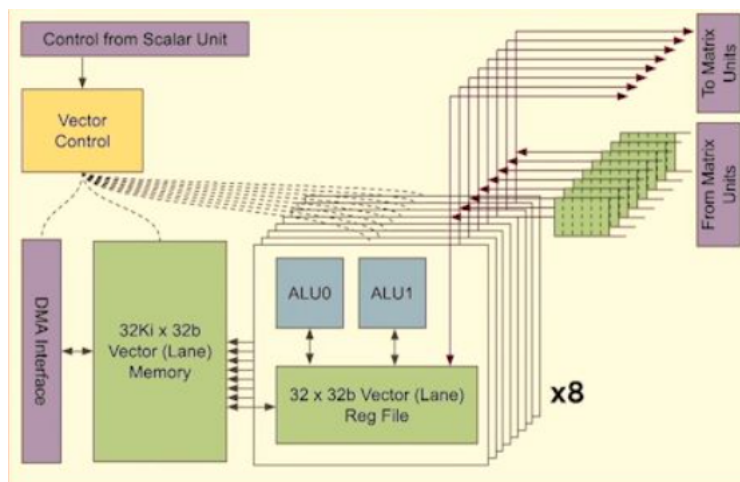 Control from Scalar Unit
To Matrix
Units
Vector
Control
From Matrix
Units
DMA Interface
32Ki x 32b
Vector (Lane)
Memory
ALU0
ALU1
32 x 32b Vector (Lane)
Reg File
x8